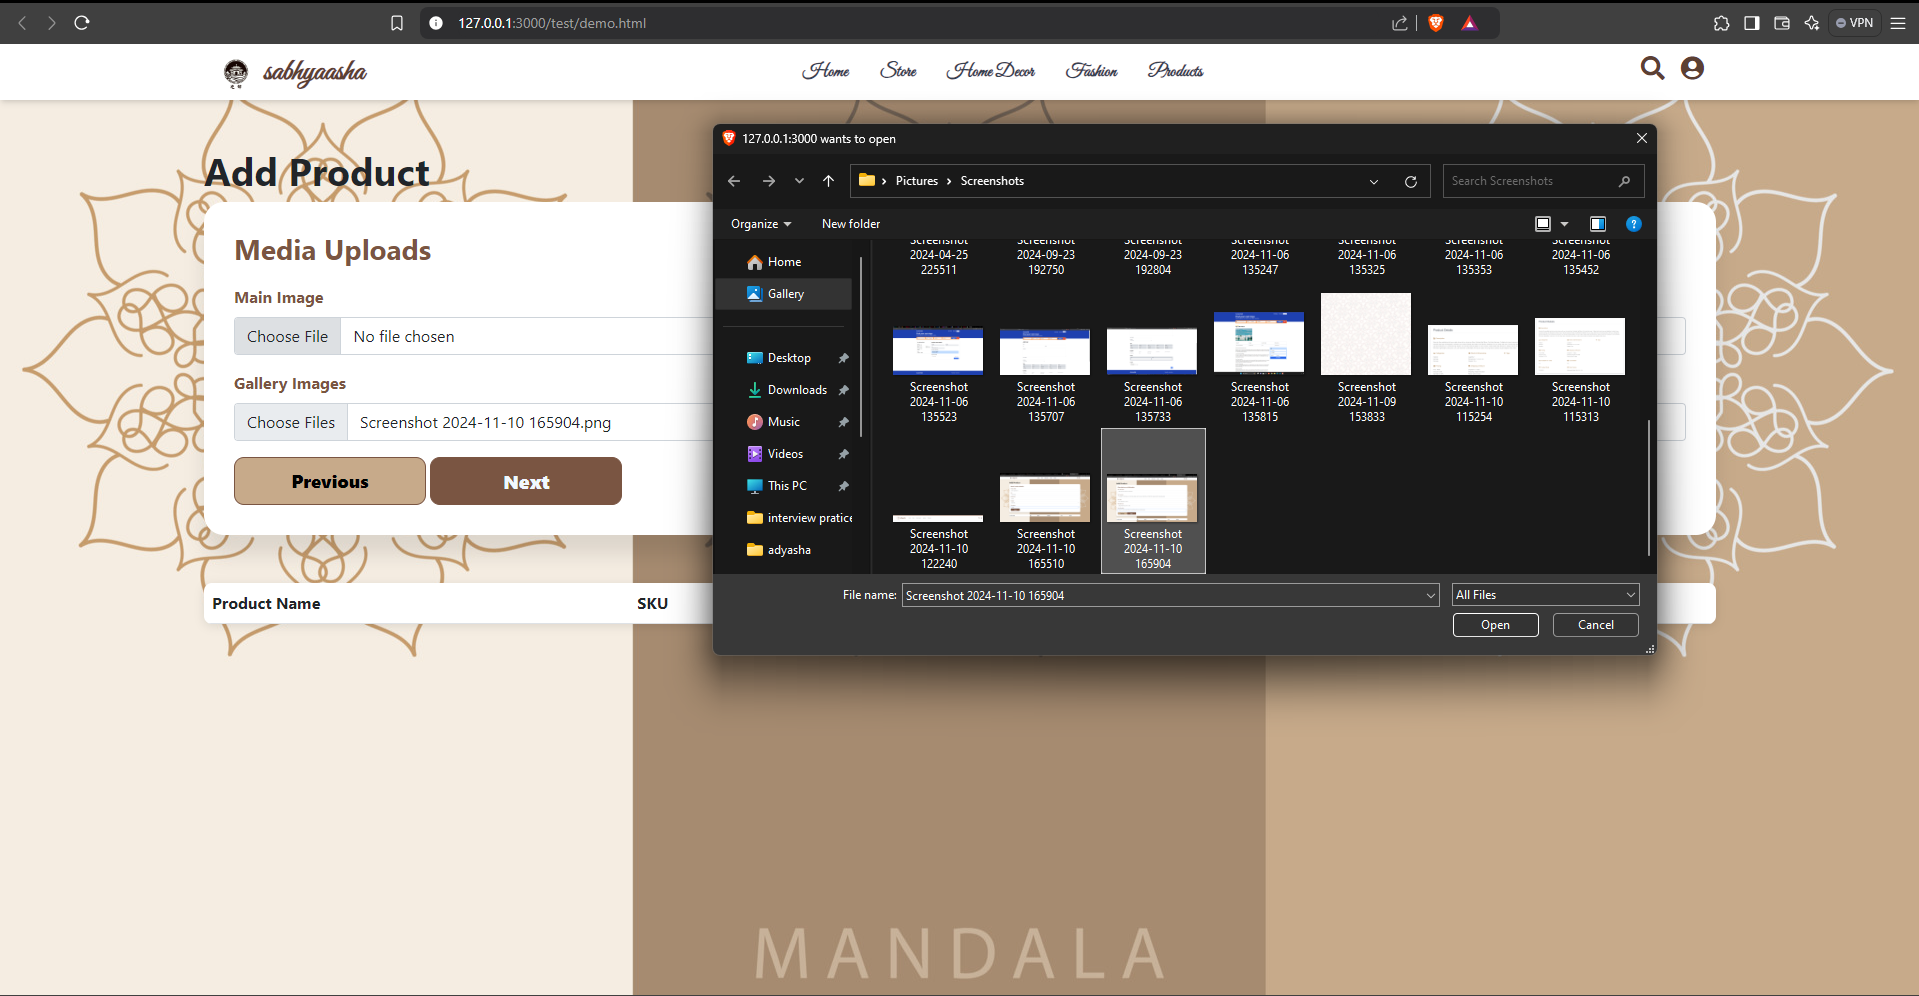 127.0.0.1:3000/test/demo.html
VPN
sabhyaasha
Home Store Home Decor Fashion Products
Add Product
Media Uploads
Main Image
Choose File No file chosen
Gallery Images
Choose Files Screenshot 2024-11-10 165904.png
Previous Next
Product Name SKU
127.0.0.1:3000 wants to open
Pictures Screenshots
Search Screenshots
Organize New folder
Home
Gallery
Desktop
Downloads
Music
Videos
This PC
interview pratice
adyasha
Screenshot 2024-04-25 225511
Screenshot 2024-09-23 192750
Screenshot 2024-09-23 192804
Screenshot 2024-11-06 135247
Screenshot 2024-11-06 135325
Screenshot 2024-11-06 135353
Screenshot 2024-11-06 135452
Screenshot 2024-11-06 135523
Screenshot 2024-11-06 135707
Screenshot 2024-11-06 135733
Screenshot 2024-11-06 135815
Screenshot 2024-11-09 153833
Screenshot 2024-11-10 115254
Screenshot 2024-11-10 115313
Screenshot 2024-11-10 122240
Screenshot 2024-11-10 165510
Screenshot 2024-11-10 165904
File name: Screenshot 2024-11-10 165904
All Files
Open Cancel
MANDALA